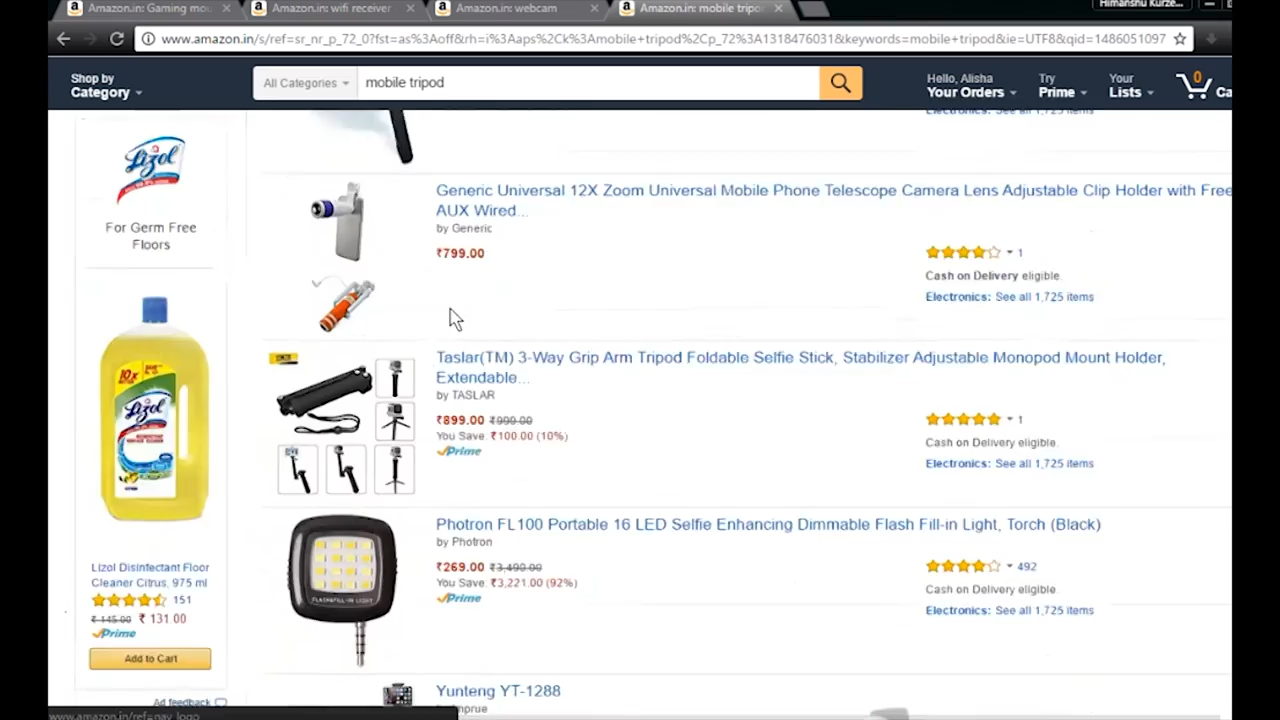 Amazon.in: Gaming mou
Amazon.in: wifi receiver
Amazon.in: webcam
Amazon.in: mobile tripo
Himanshu Kurze...
www.amazon.in/s/ref=sr_nr_p_72_0?fst=as%3Aoff&rh=i%3Aaps%2Ck%3Amobile+tripod%2Cp_72%3A1318476031&keywords=mobile+tripod&ie=UTF8&qid=1486051097
Shop by
Category
All Categories
mobile tripod
Hello, Alisha
Your Orders
Try
Prime
Your
Lists
0
Ca
Electronics: See all 1,725 items
Lizol
For Germ Free
Floors
Lizol
Lizol Disinfectant Floor
Cleaner Citrus, 975 ml
151
₹ 145.00 ₹ 131.00
Prime
Add to Cart
Ad feedback
Generic Universal 12X Zoom Universal Mobile Phone Telescope Camera Lens Adjustable Clip Holder with Free
AUX Wired...
by Generic
₹799.00
1
Cash on Delivery eligible.
Electronics: See all 1,725 items
Taslar(TM) 3-Way Grip Arm Tripod Foldable Selfie Stick, Stabilizer Adjustable Monopod Mount Holder,
Extendable...
by TASLAR
₹899.00 ₹999.00
You Save: ₹100.00 (10%)
Prime
1
Cash on Delivery eligible.
Electronics: See all 1,725 items
Photron FL100 Portable 16 LED Selfie Enhancing Dimmable Flash Fill-in Light, Torch (Black)
by Photron
₹269.00 ₹3,490.00
You Save: ₹3,221.00 (92%)
Prime
492
Cash on Delivery eligible.
Electronics: See all 1,725 items
Yunteng YT-1288
www.amazon.in/ref=nav_logo